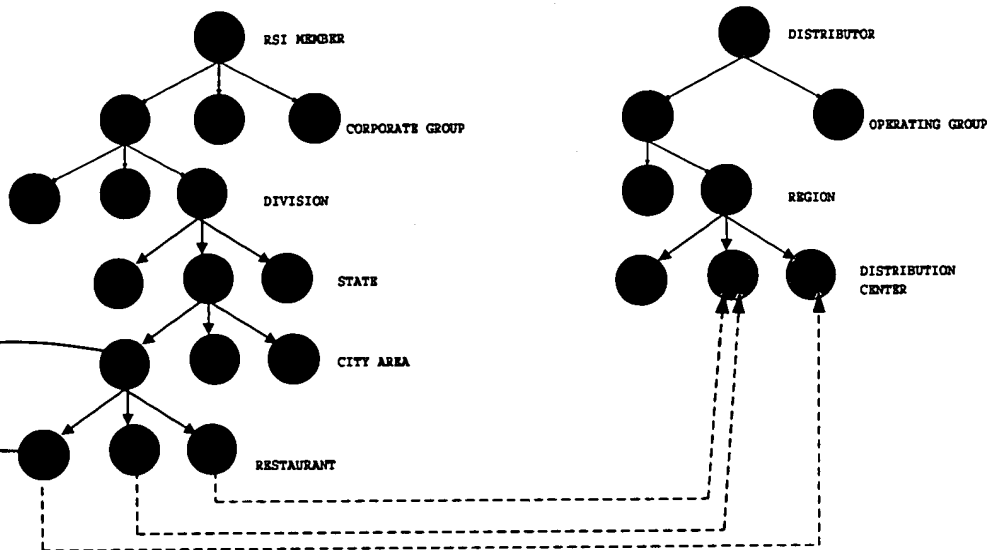 RSI MEMBER
CORPORATE GROUP
DIVISION
STATE
CITY AREA
RESTAURANT
DISTRIBUTOR
OPERATING GROUP
REGION
DISTRIBUTION
CENTER